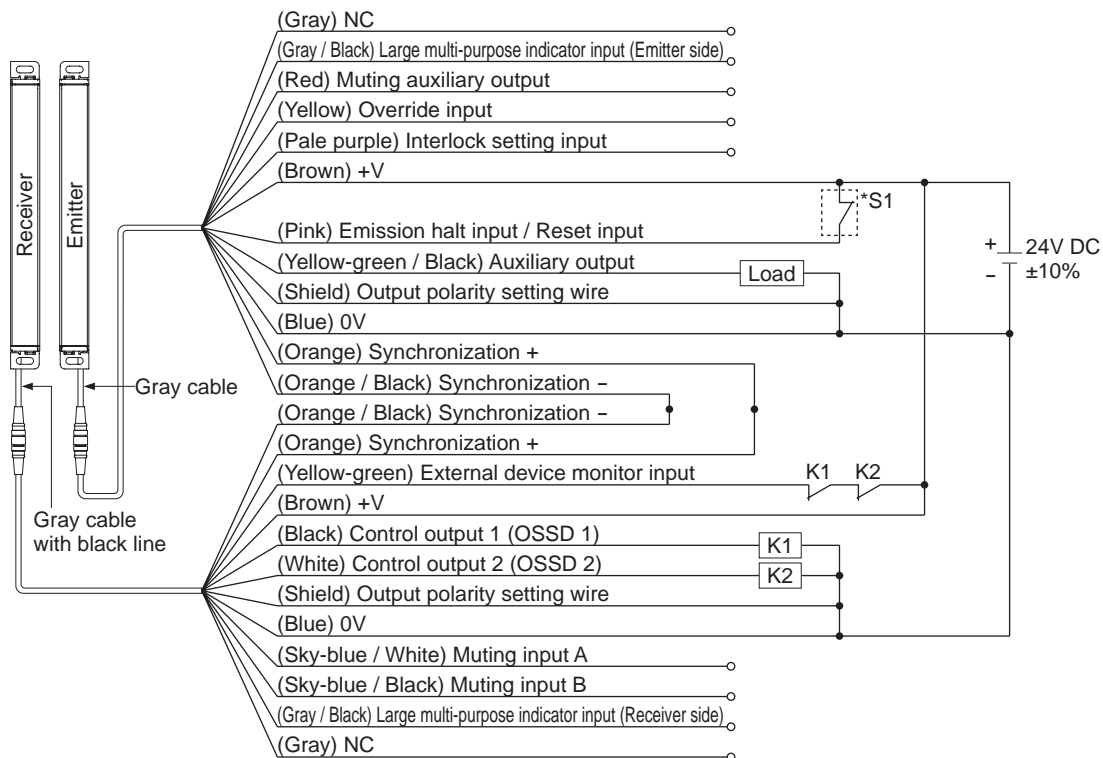 (Gray) NC
(Gray / Black) Large multi-purpose indicator input (Emitter side)
(Red) Muting auxiliary output
(Yellow) Override input
(Pale purple) Interlock setting input
(Brown) +V
*S1
(Pink) Emission halt input / Reset input
(Yellow-green / Black) Auxiliary output
Load
(Shield) Output polarity setting wire
(Blue) 0V
(Orange) Synchronization +
(Orange / Black) Synchronization −
(Orange / Black) Synchronization −
(Orange) Synchronization +
(Yellow-green) External device monitor input
K1 K2
(Brown) +V
(Black) Control output 1 (OSSD 1)
K1
(White) Control output 2 (OSSD 2)
K2
(Shield) Output polarity setting wire
(Blue) 0V
(Sky-blue / White) Muting input A
(Sky-blue / Black) Muting input B
(Gray / Black) Large multi-purpose indicator input (Receiver side)
(Gray) NC
+ 24V DC
− ±10%
Receiver
Emitter
Gray cable
Gray cable
with black line